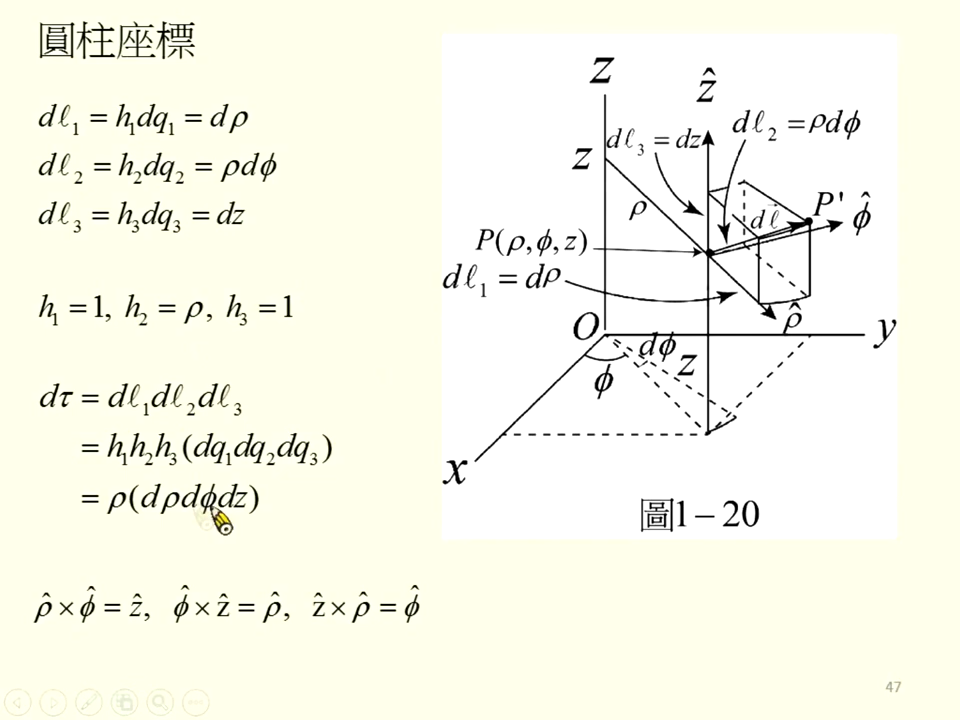 圓柱座標
dℓ₁ = h₁dq₁ = dρ
dℓ₂ = h₂dq₂ = ρdϕ
dℓ₃ = h₃dq₃ = dz
h₁ = 1, h₂ = ρ, h₃ = 1
dτ = dℓ₁dℓ₂dℓ₃
= h₁h₂h₃(dq₁dq₂dq₃)
= ρ(dρdϕdz)
ρ̂ × ϕ̂ = ẑ, ϕ̂ × ẑ = ρ̂, ẑ × ρ̂ = ϕ̂
z
ẑ
dℓ₃ = dz
dℓ₂ = ρdϕ
z
ρ
dℓ⃗
P'
ϕ̂
P(ρ,ϕ,z)
dℓ₁ = dρ
ρ̂
O
y
dϕ
z
ϕ
x
圖1−20
47